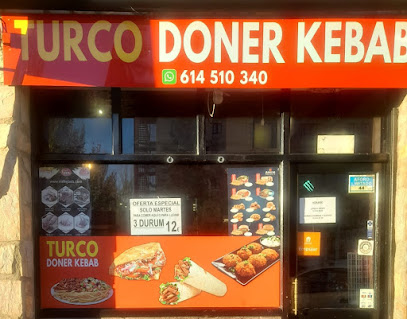 TURCO DONER KEBAB
614 510 340
OFERTA ESPECIAL
SOLO MARTES
3 DURUM 12€
TURCO
DONER KEBAB